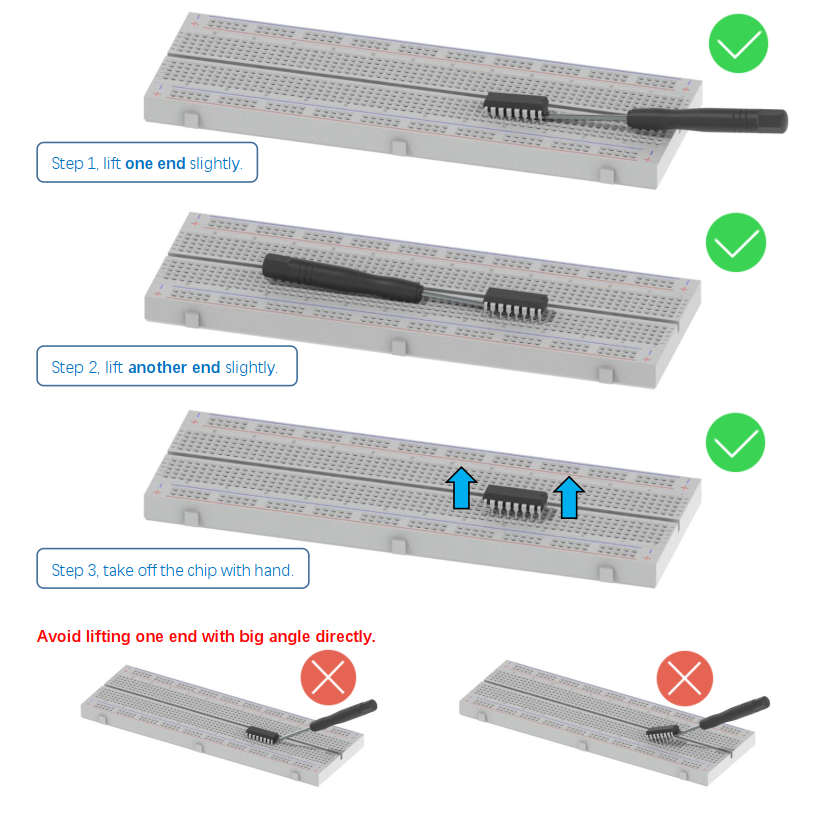 Step 1, lift one end slightly.
Step 2, lift another end slightly.
Step 3, take off the chip with hand.
Avoid lifting one end with big angle directly.